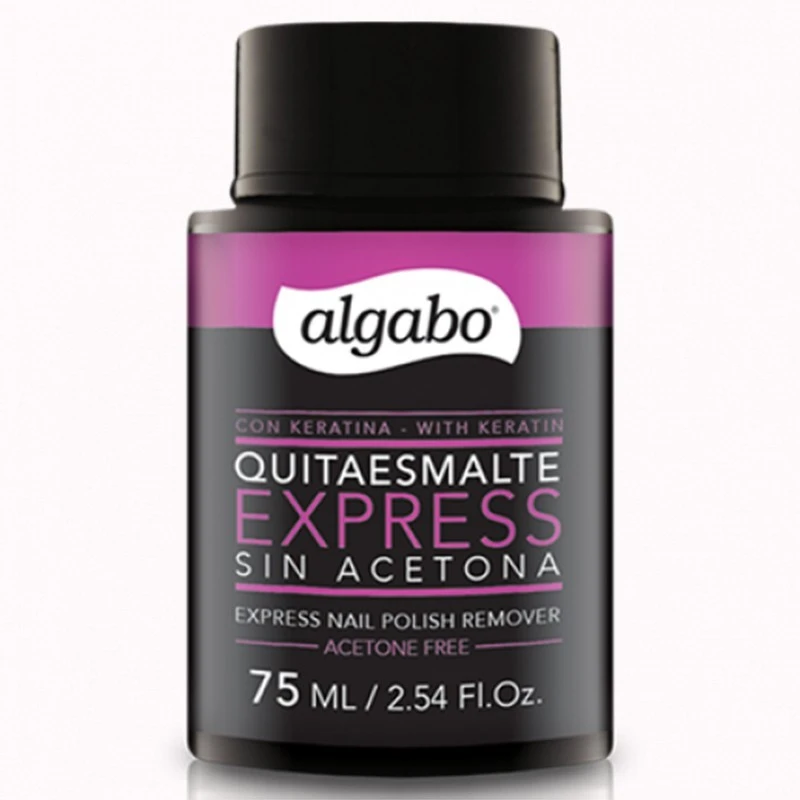 algabo®
CON KERATINA - WITH KERATIN
QUITAESMALTE
EXPRESS
SIN ACETONA
EXPRESS NAIL POLISH REMOVER
ACETONE FREE
75 ML / 2.54 Fl.Oz.